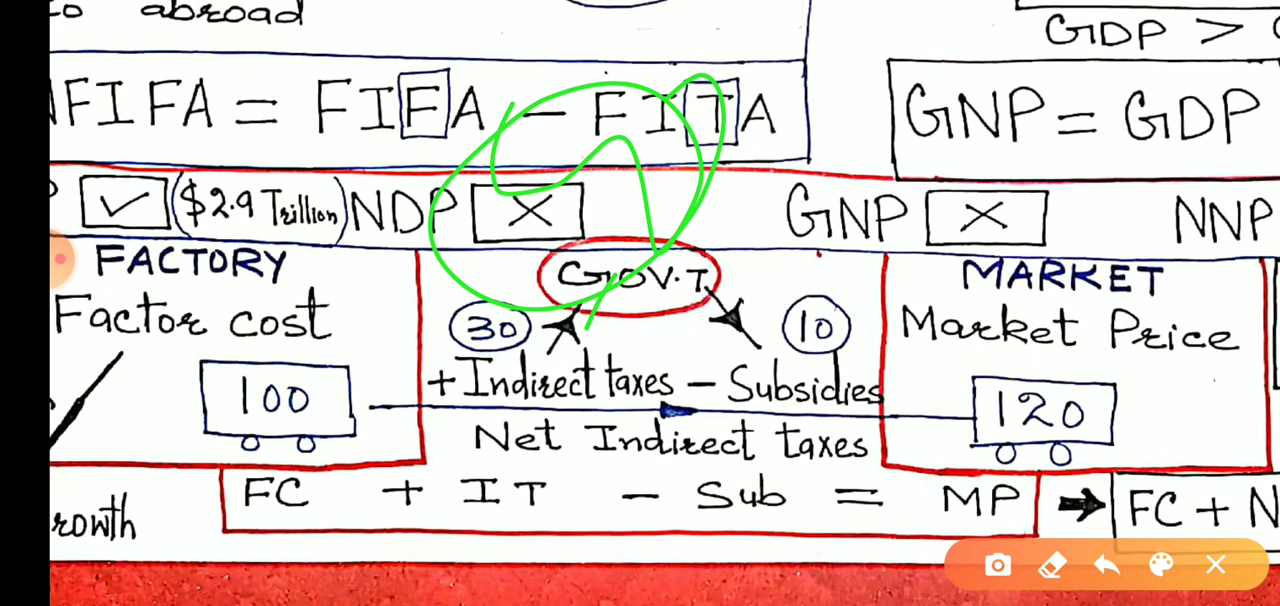 to abroad
GDP >
NFIFA = FIFA - FITA
GNP = GDP
✓ ($2.9 Trillion) NDP X GNP X NNP
FACTORY
GOV.T
MARKET
Factor cost
30
10
Market Price
100
+ Indirect taxes - Subsidies
120
Net Indirect taxes
FC + IT - Sub = MP → FC + N
rowth